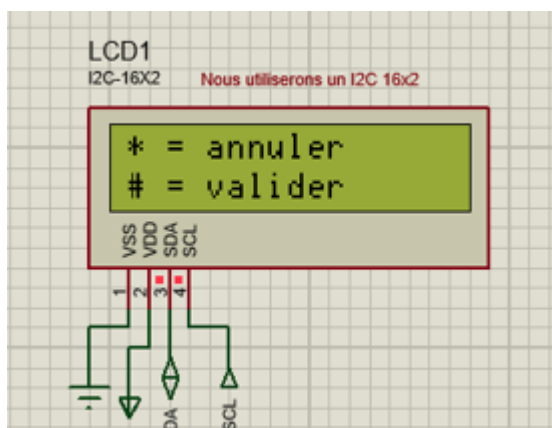 LCD1
I2C-16X2
Nous utiliserons un I2C 16x2
* = annuler
# = valider
VSS
VDD
SDA
SCL
1
2
3
4
DA
SCL